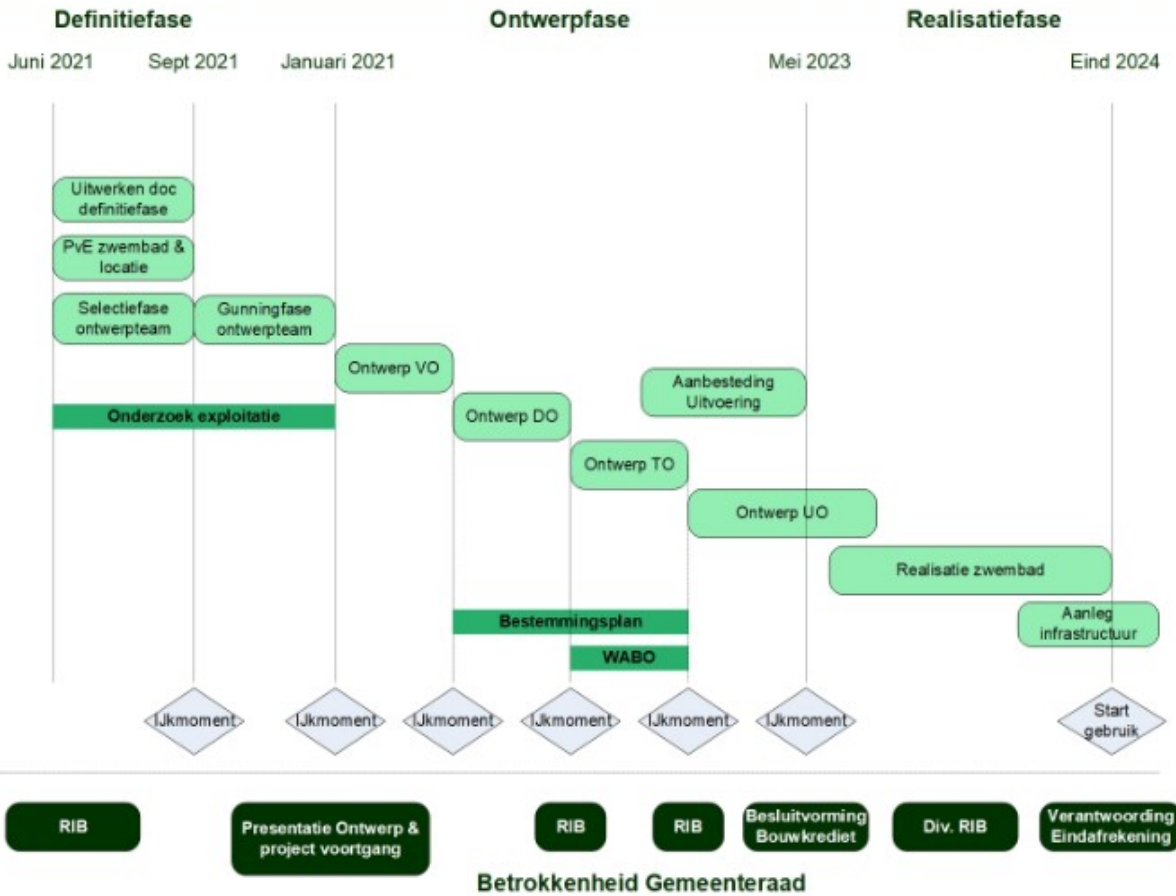 Definitiefase Ontwerpfase Realisatiefase
Juni 2021 Sept 2021 Januari 2021 Mei 2023 Eind 2024
Uitwerken doc
definitiefase
PvE zwembad &
locatie
Selectiefase
ontwerpteam
Gunningfase
ontwerpteam
Ontwerp VO
Aanbesteding
Uitvoering
Onderzoek exploitatie
Ontwerp DO
Ontwerp TO
Ontwerp UO
Realisatie zwembad
Bestemmingsplan
Aanleg
infrastructuur
WABO
IJkmoment IJkmoment IJkmoment IJkmoment IJkmoment IJkmoment
Start
gebruik
RIB
Presentatie Ontwerp &
project voortgang
RIB
RIB
Besluitvorming
Bouwkrediet
Div. RIB
Verantwoording
Eindafrekening
Betrokkenheid Gemeenteraad